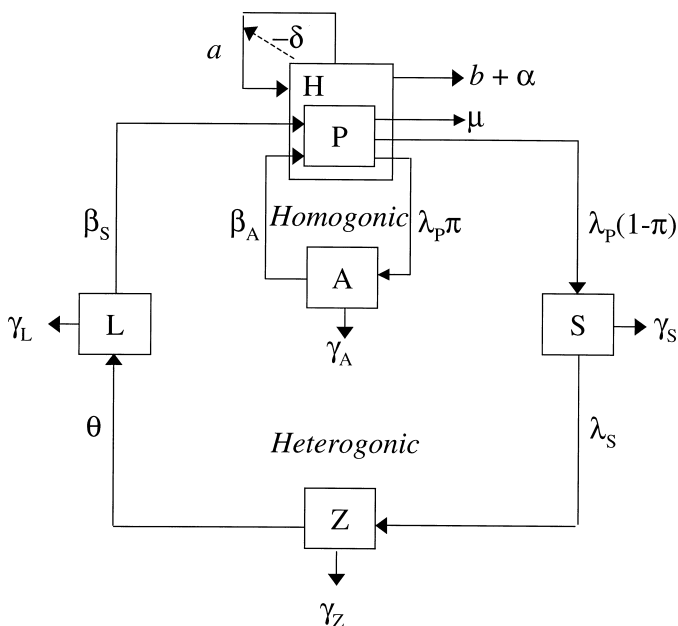 a
−δ
H
b + α
P
μ
β_S
β_A
Homogonic
λ_Pπ
λ_P(1-π)
A
γ_L
L
γ_A
S
γ_S
θ
Heterogonic
λ_S
Z
γ_Z